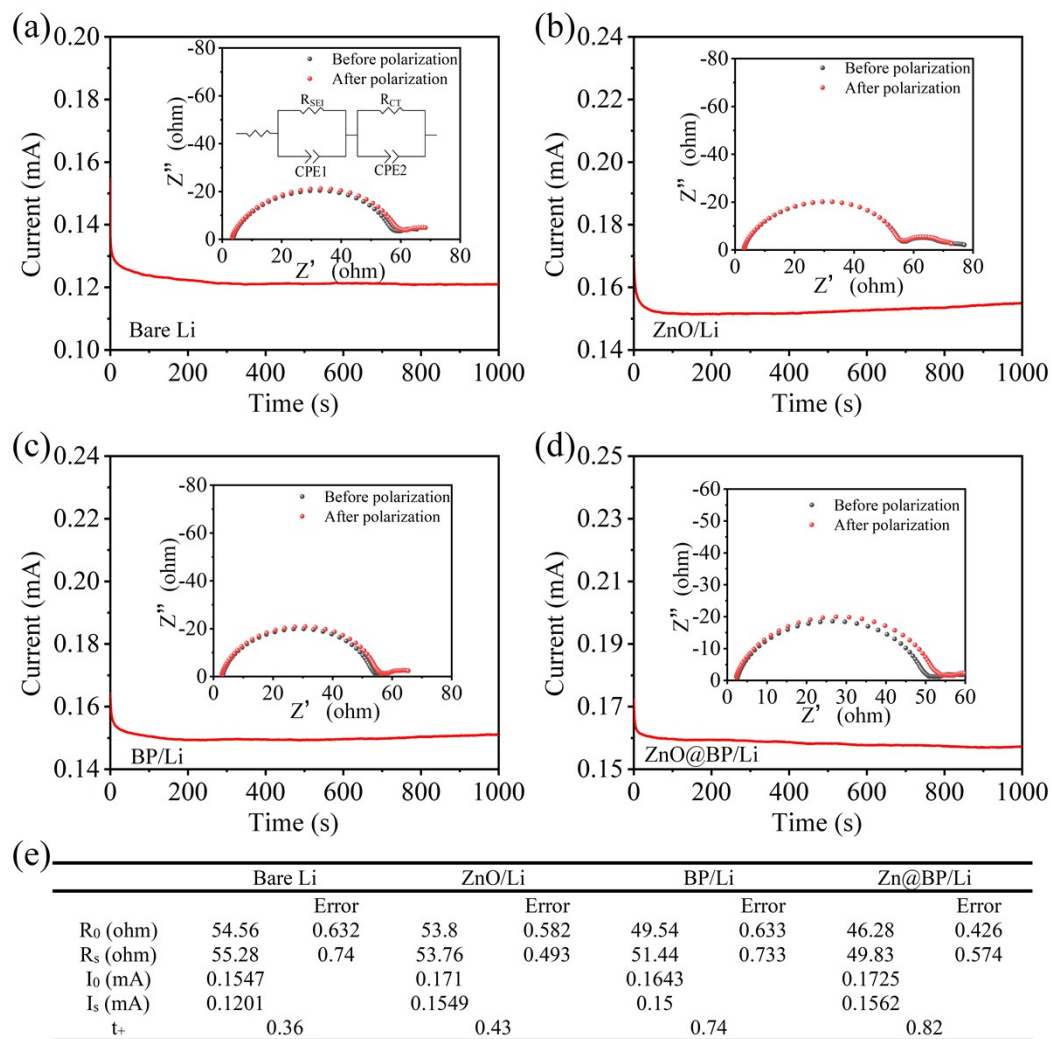 (a)
0.20
0.18
0.16
0.14
0.12
0.10
Current (mA)
0 200 400 600 800 1000
Time (s)
Bare Li
-80
-60
-40
-20
0
Z" (ohm)
0 20 40 60 80
Z' (ohm)
Before polarization
After polarization
R_SEI R_CT
CPE1 CPE2
(b)
0.24
0.22
0.20
0.18
0.16
0.14
Current (mA)
0 200 400 600 800 1000
Time (s)
ZnO/Li
-80
-60
-40
-20
0
Z" (ohm)
0 20 40 60 80
Z' (ohm)
Before polarization
After polarization
(c)
0.24
0.22
0.20
0.18
0.16
0.14
Current (mA)
0 200 400 600 800 1000
Time (s)
BP/Li
-80
-60
-40
-20
0
Z" (ohm)
0 20 40 60 80
Z' (ohm)
Before polarization
After polarization
(d)
0.25
0.23
0.21
0.19
0.17
0.15
Current (mA)
0 200 400 600 800 1000
Time (s)
ZnO@BP/Li
-60
-50
-40
-30
-20
-10
0
Z" (ohm)
0 10 20 30 40 50 60
Z' (ohm)
Before polarization
After polarization
(e)
Bare Li ZnO/Li BP/Li Zn@BP/Li
Error Error Error Error
R₀ (ohm) 54.56 0.632 53.8 0.582 49.54 0.633 46.28 0.426
Rₛ (ohm) 55.28 0.74 53.76 0.493 51.44 0.733 49.83 0.574
I₀ (mA) 0.1547 0.171 0.1643 0.1725
Iₛ (mA) 0.1201 0.1549 0.15 0.1562
t₊ 0.36 0.43 0.74 0.82